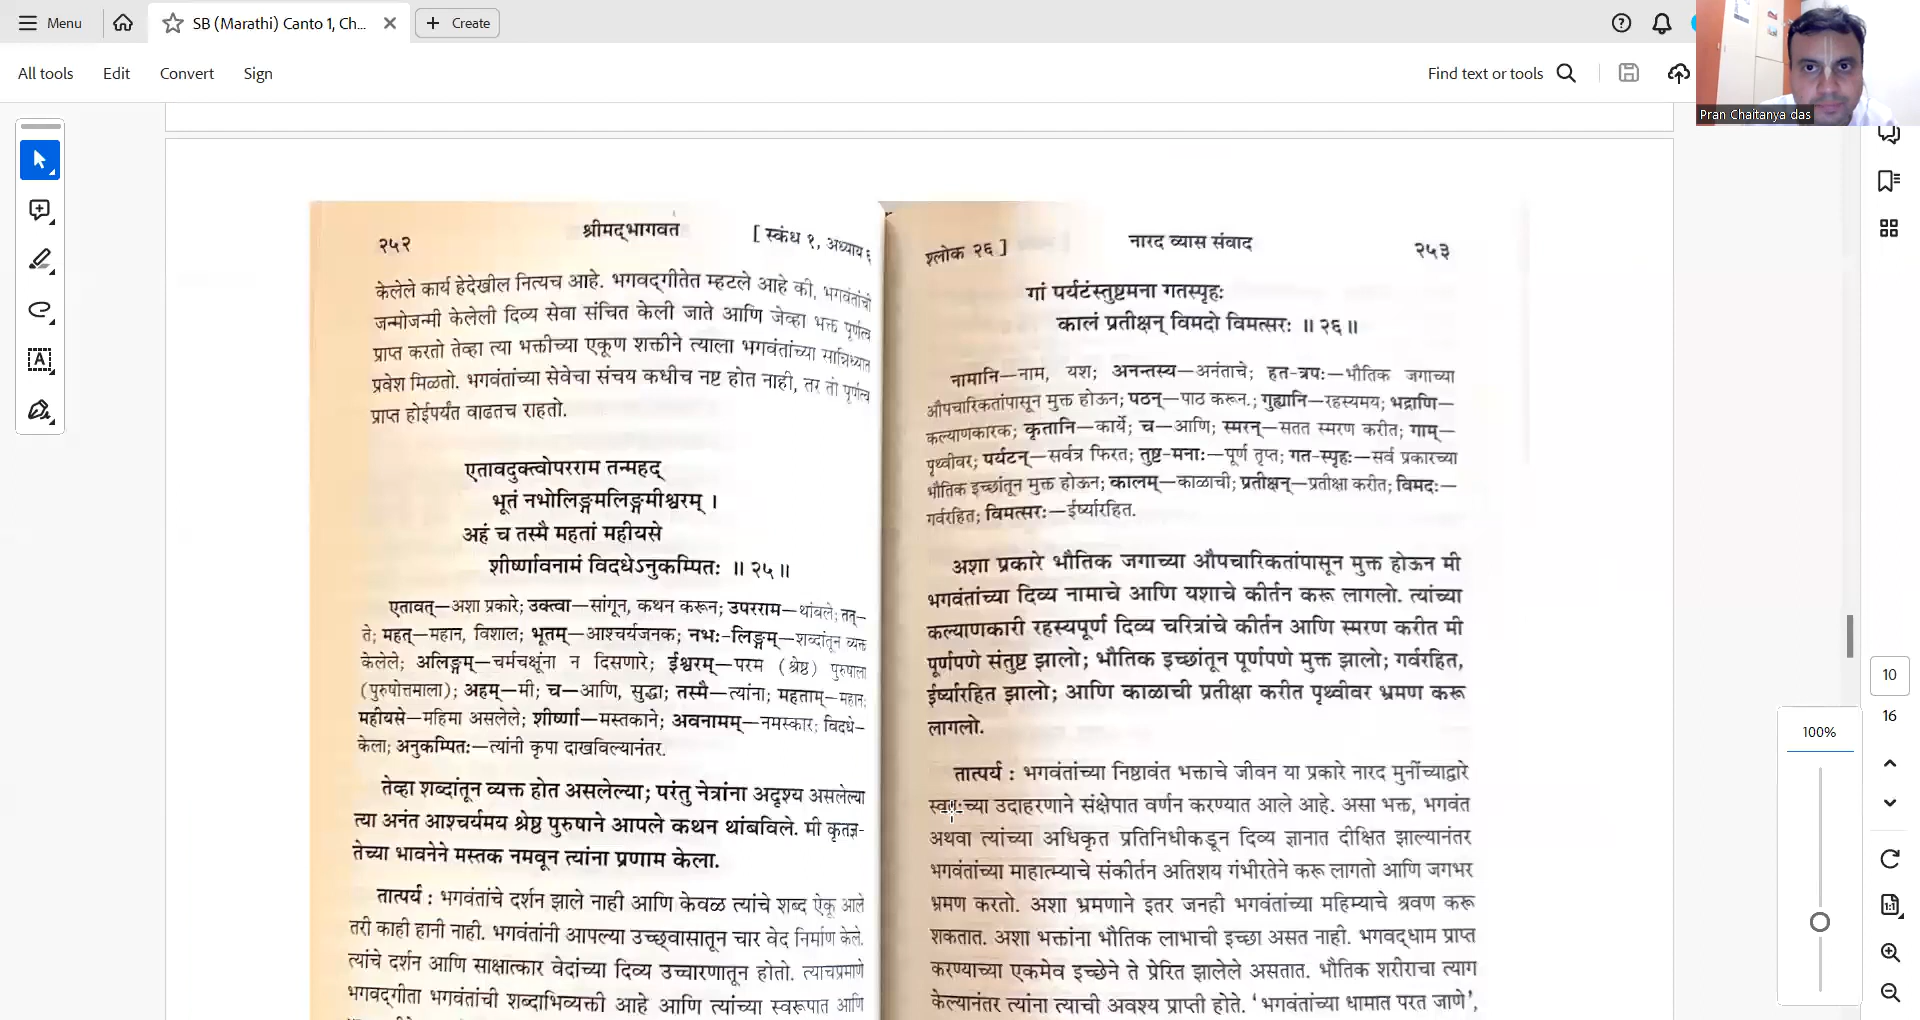 Menu
SB (Marathi) Canto 1, Ch...
Create
All tools
Edit
Convert
Sign
Find text or tools
Pran Chaitanya das
२५२
श्रीमद्‌भागवत
[ स्कंध १, अध्याय ६
केलेले कार्य हेदेखील नित्यच आहे. भगवद्‌गीतेत म्हटले आहे की, भगवंतांची
जन्मोजन्मी केलेली दिव्य सेवा संचित केली जाते आणि जेव्हा भक्त पूर्णत्व
प्राप्त करतो तेव्हा त्या भक्तीच्या एकूण शक्तीने त्याला भगवंतांच्या सान्निध्यात
प्रवेश मिळतो. भगवंतांच्या सेवेचा संचय कधीच नष्ट होत नाही, तर तो पूर्णत्व
प्राप्त होईपर्यंत वाढतच राहतो.
एतावदुक्त्वोपरराम तन्महद्
भूतं नभोलिङ्गमलिङ्गमीश्वरम् ।
अहं च तस्मै महतां महीयसे
शीर्ष्णावनामं विदधेऽनुकम्पितः ॥ २५ ॥
एतावत्—अशा प्रकारे; उक्त्वा—सांगून, कथन करून; उपरराम—थांबले; तत्—
ते; महत्—महान, विशाल; भूतम्—आश्चर्यजनक; नभः-लिङ्गम्—शब्दांतून व्यक्त
केलेले; अलिङ्गम्—चर्मचक्षूंना न दिसणारे; ईश्वरम्—परम (श्रेष्ठ) पुरुषाला
(पुरुषोत्तमाला); अहम्—मी; च—आणि, सुद्धा; तस्मै—त्यांना; महताम्—महान;
महीयसे—महिमा असलेले; शीर्ष्णा—मस्तकाने; अवनामम्—नमस्कार; विदधे—
केला; अनुकम्पितः—त्यांनी कृपा दाखविल्यानंतर.
तेव्हा शब्दांतून व्यक्त होत असलेल्या; परंतु नेत्रांना अदृश्य असलेल्या
त्या अनंत आश्चर्यमय श्रेष्ठ पुरुषाने आपले कथन थांबविले. मी कृतज्ञ-
तेच्या भावनेने मस्तक नमवून त्यांना प्रणाम केला.
तात्पर्य : भगवंतांचे दर्शन झाले नाही आणि केवळ त्यांचे शब्द ऐकू आले
तरी काही हानी नाही. भगवंतांनी आपल्या उच्छ्वासातून चार वेद निर्माण केले.
त्यांचे दर्शन आणि साक्षात्कार वेदांच्या दिव्य उच्चारणातून होतो. त्याचप्रमाणे
भगवद्‌गीता भगवंतांची शब्दाभिव्यक्ती आहे आणि त्यांच्या स्वरूपात आणि
श्लोक २६ ]
नारद व्यास संवाद
२५३
गां पर्यटंस्तुष्टमना गतस्पृहः
कालं प्रतीक्षन् विमदो विमत्सरः ॥ २६ ॥
नामानि—नाम, यश; अनन्तस्य—अनंताचे; हत-त्रपः—भौतिक जगाच्या
औपचारिकतांपासून मुक्त होऊन; पठन्—पाठ करून.; गुह्यानि—रहस्यमय; भद्राणि—
कल्याणकारक; कृतानि—कार्ये; च—आणि; स्मरन्—सतत स्मरण करीत; गाम्—
पृथ्वीवर; पर्यटन्—सर्वत्र फिरत; तुष्ट-मनाः—पूर्ण तृप्त; गत-स्पृहः—सर्व प्रकारच्या
भौतिक इच्छांतून मुक्त होऊन; कालम्—काळाची; प्रतीक्षन्—प्रतीक्षा करीत; विमदः—
गर्वरहित; विमत्सरः—ईर्ष्यारहित.
अशा प्रकारे भौतिक जगाच्या औपचारिकतांपासून मुक्त होऊन मी
भगवंतांच्या दिव्य नामाचे आणि यशाचे कीर्तन करू लागलो. त्यांच्या
कल्याणकारी रहस्यपूर्ण दिव्य चरित्रांचे कीर्तन आणि स्मरण करीत मी
पूर्णपणे संतुष्ट झालो; भौतिक इच्छांतून पूर्णपणे मुक्त झालो; गर्वरहित,
ईर्ष्यारहित झालो; आणि काळाची प्रतीक्षा करीत पृथ्वीवर भ्रमण करू
लागलो.
तात्पर्य : भगवंतांच्या निष्ठावंत भक्ताचे जीवन या प्रकारे नारद मुनींच्याद्वारे
उदाहरणाने संक्षेपात वर्णन करण्यात आले आहे. असा भक्त, भगवंत
अथवा त्यांच्या अधिकृत प्रतिनिधीकडून दिव्य ज्ञानात दीक्षित झाल्यानंतर
भगवंतांच्या माहात्म्याचे संकीर्तन अतिशय गंभीरतेने करू लागतो आणि जगभर
भ्रमण करतो. अशा भ्रमणाने इतर जनही भगवंतांच्या महिम्याचे श्रवण करू
शकतात. अशा भक्तांना भौतिक लाभाची इच्छा असत नाही. भगवद्‌धाम प्राप्त
करण्याच्या एकमेव इच्छेने ते प्रेरित झालेले असतात. भौतिक शरीराचा त्याग
केल्यानंतर त्यांना त्याची अवश्य प्राप्ती होते. 'भगवंतांच्या धामात परत जाणे',
10
16
100%